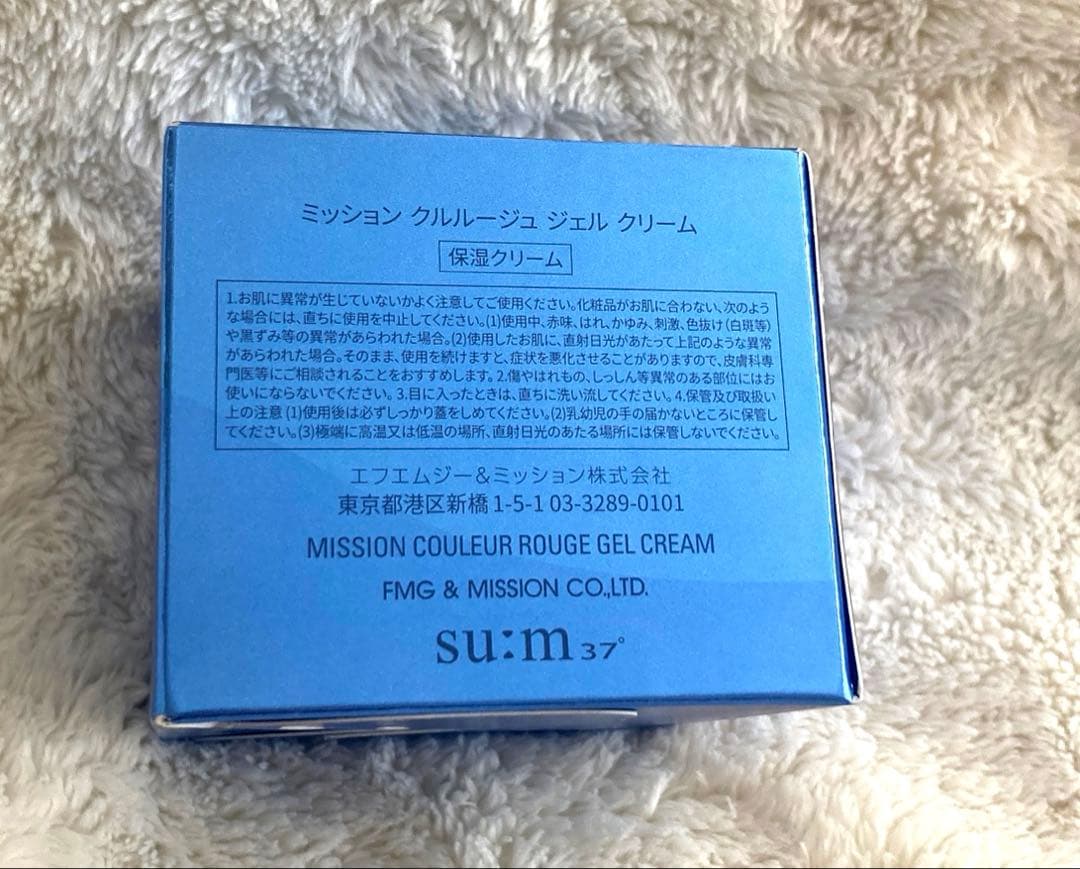 ミッション クルルージュ ジェル クリーム
保湿クリーム
1.お肌に異常が生じていないかよく注意してご使用ください。化粧品がお肌に合わない、次のよう
な場合には、直ちに使用を中止してください。(1)使用中、赤味、はれ、かゆみ、刺激、色抜け(白斑等)
や黒ずみ等の異常があらわれた場合。(2)使用したお肌に、直射日光があたって上記のような異常
があらわれた場合。そのまま、使用を続けますと、症状を悪化させることがありますので、皮膚科専
門医等にご相談されることをおすすめします。2.傷やはれもの、しっしん等異常のある部位にはお
使いにならないでください。3.目に入ったときは、直ちに洗い流してください。4.保管及び取扱い
上の注意 (1)使用後は必ずしっかり蓋をしめてください。(2)乳幼児の手の届かないところに保管し
てください。(3)極端に高温又は低温の場所、直射日光のあたる場所には保管しないでください。
エフエムジー&ミッション株式会社
東京都港区新橋1-5-1 03-3289-0101
MISSION COULEUR ROUGE GEL CREAM
FMG & MISSION CO.,LTD.
su:m37°